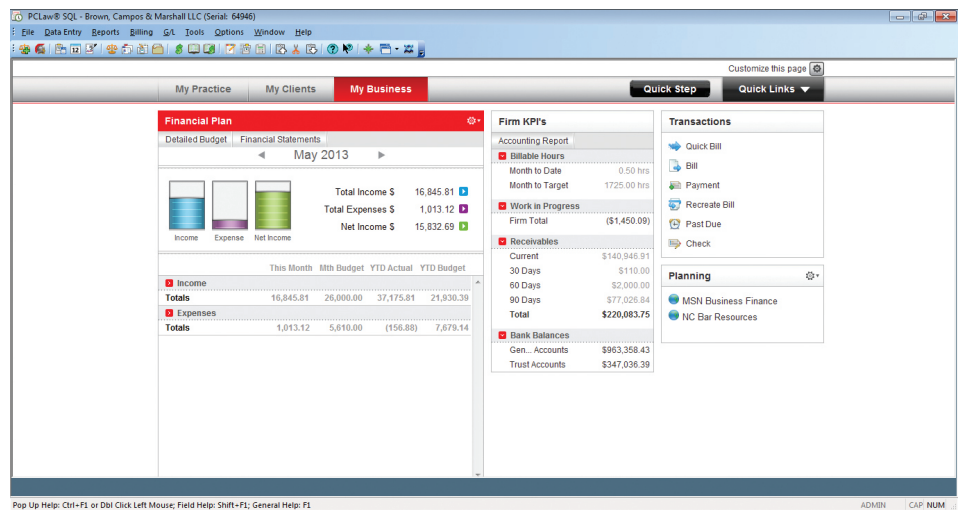 PCLaw® SQL - Brown, Campos & Marshall LLC (Serial: 64946)
File Data Entry Reports Billing G/L Tools Options Window Help
Customize this page
My Practice My Clients My Business Quick Step Quick Links
Financial Plan
Detailed Budget Financial Statements
May 2013
Total Income $ 16,845.81
Total Expenses $ 1,013.12
Net Income $ 15,832.69
Income Expense Net Income
This Month Mth Budget YTD Actual YTD Budget
Income
Totals 16,845.81 26,000.00 37,175.81 21,930.39
Expenses
Totals 1,013.12 5,610.00 (156.88) 7,679.14
Firm KPI's
Accounting Report
Billable Hours
Month to Date 0.50 hrs
Month to Target 1725.00 hrs
Work in Progress
Firm Total ($1,450.09)
Receivables
Current $140,946.91
30 Days $110.00
60 Days $2,000.00
90 Days $77,026.84
Total $220,083.75
Bank Balances
Gen... Accounts $963,358.43
Trust Accounts $347,036.39
Transactions
Quick Bill
Bill
Payment
Recreate Bill
Past Due
Check
Planning
MSN Business Finance
NC Bar Resources
Pop Up Help: Ctrl+F1 or Dbl Click Left Mouse; Field Help: Shift+F1; General Help: F1 ADMIN CAP NUM